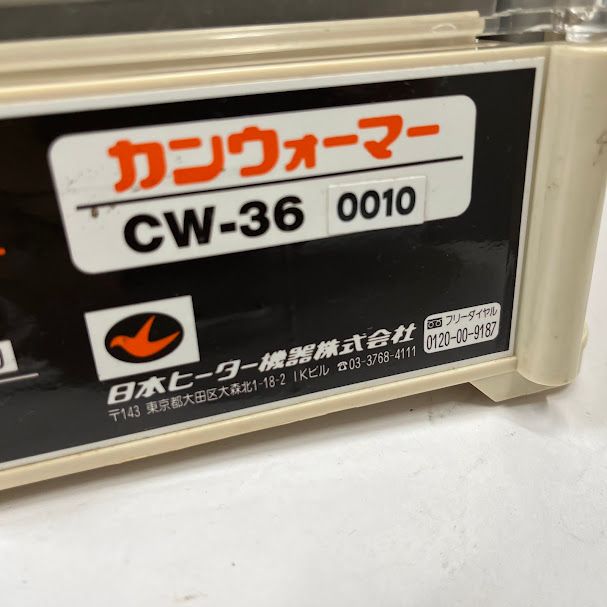 カンウォーマー
CW-36 0010
日本ヒーター機器株式会社
〒143 東京都大田区大森北1-18-2 IKビル ☎03-3768-4111
フリーダイヤル
0120-00-9187